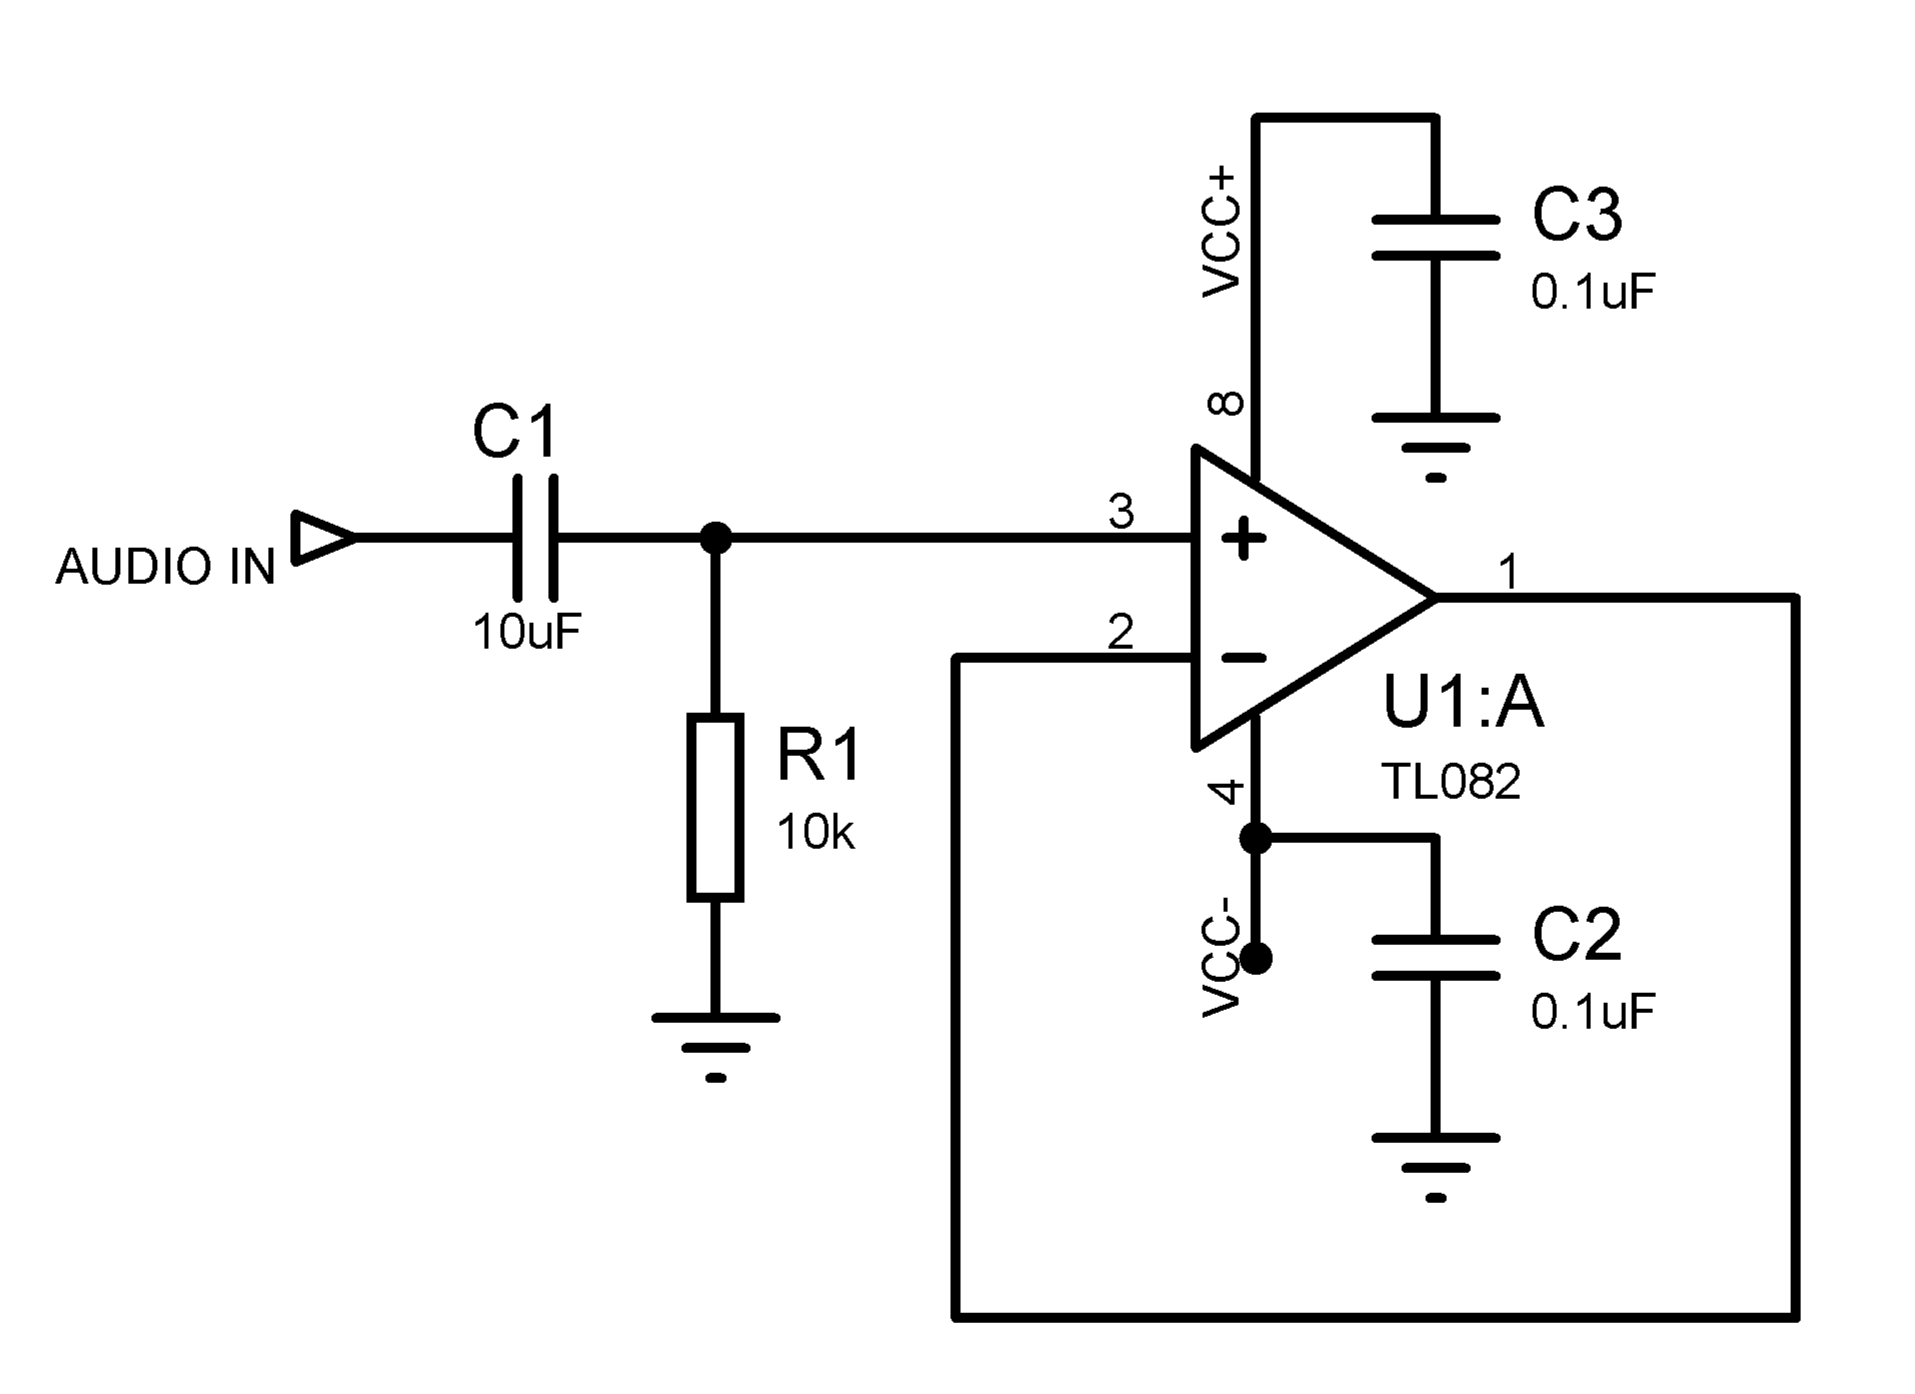 VCC+
C3
0.1uF
8
C1
10uF
AUDIO IN
3
+
2
-
1
U1:A
TL082
R1
10k
4
VCC-
C2
0.1uF